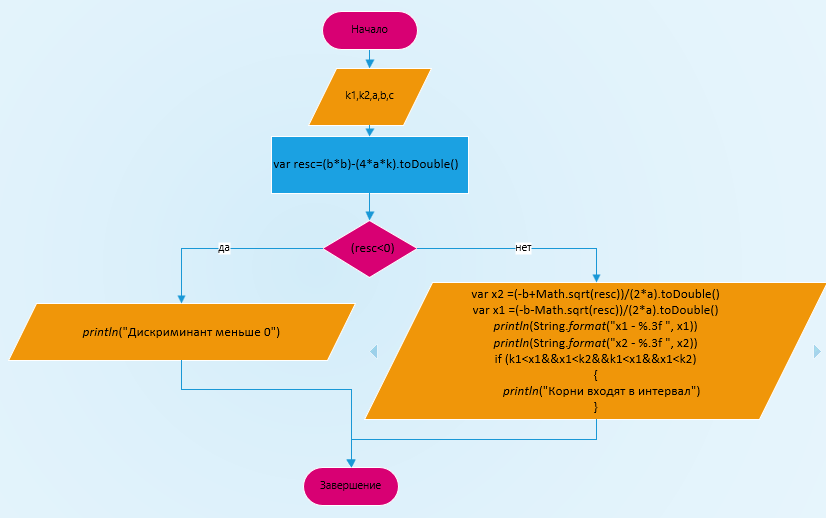 Начало
k1,k2,a,b,c
var resc=(b*b)-(4*a*k).toDouble()
(resc<0)
да
нет
println("Дискриминант меньше 0")
var x2 =(-b+Math.sqrt(resc))/(2*a).toDouble()
var x1 =(-b-Math.sqrt(resc))/(2*a).toDouble()
println(String.format("x1 - %.3f ", x1))
println(String.format("x2 - %.3f ", x2))
if (k1<x1&&x1<k2&&k1<x1&&x1<k2)
{
println("Корни входят в интервал")
}
Завершение